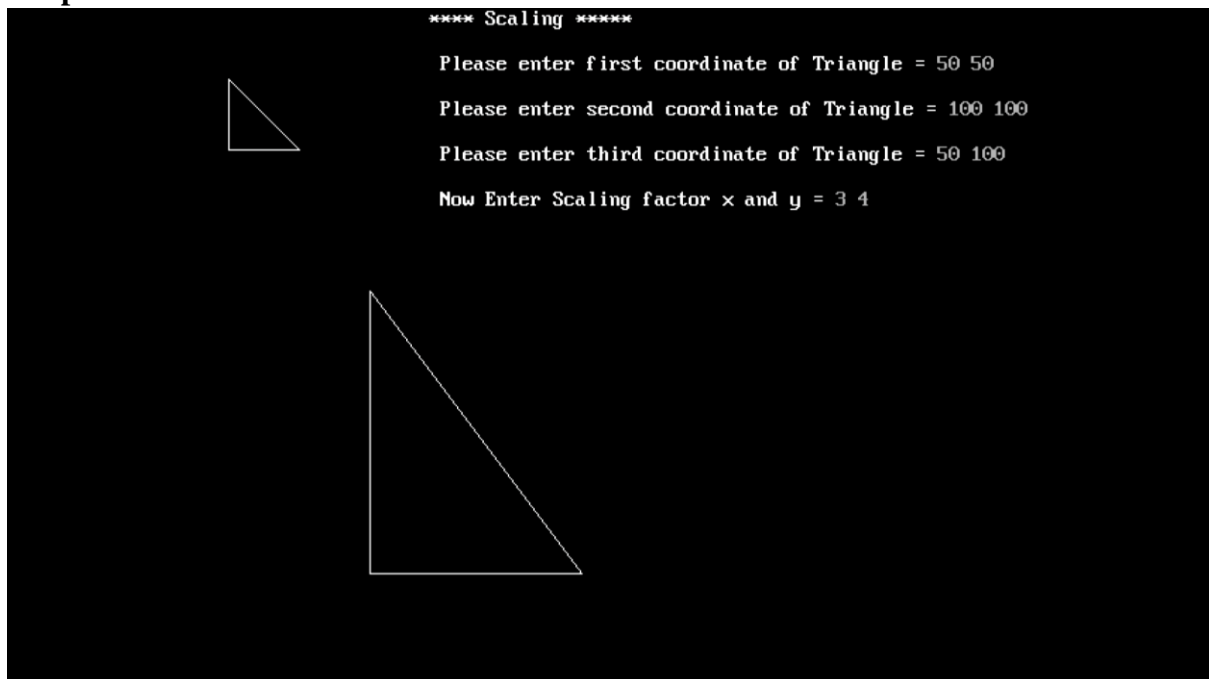 **** Scaling *****
Please enter first coordinate of Triangle = 50 50
Please enter second coordinate of Triangle = 100 100
Please enter third coordinate of Triangle = 50 100
Now Enter Scaling factor x and y = 3 4